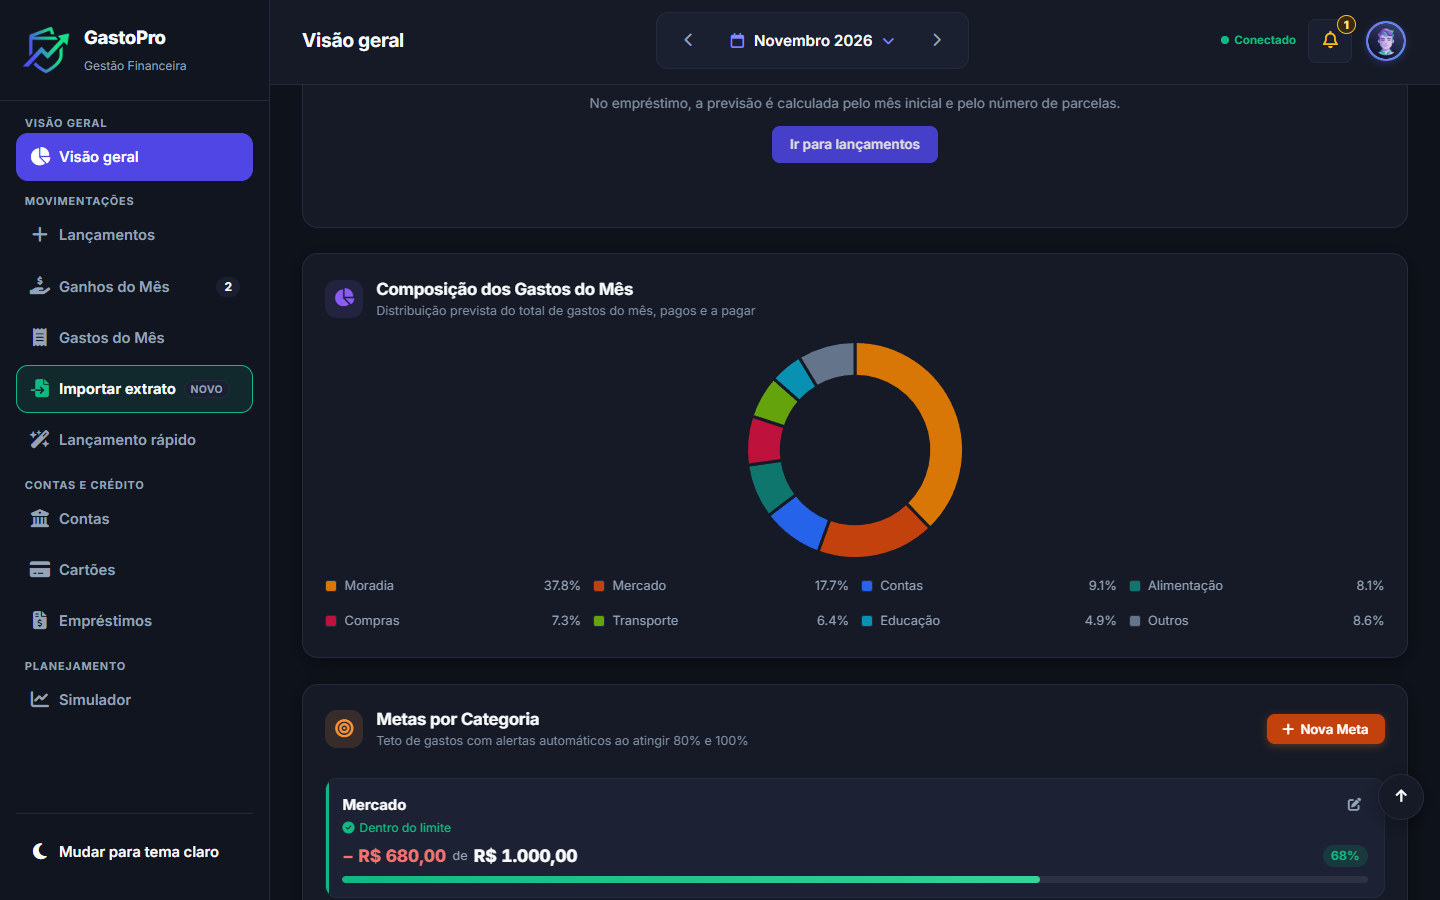 GastoPro
Gestão Financeira
VISÃO GERAL
Visão geral
MOVIMENTAÇÕES
Lançamentos
Ganhos do Mês 2
Gastos do Mês
Importar extrato NOVO
Lançamento rápido
CONTAS E CRÉDITO
Contas
Cartões
Empréstimos
PLANEJAMENTO
Simulador
Mudar para tema claro
Visão geral
Novembro 2026
Conectado
1
No empréstimo, a previsão é calculada pelo mês inicial e pelo número de parcelas.
Ir para lançamentos
Composição dos Gastos do Mês
Distribuição prevista do total de gastos do mês, pagos e a pagar
Moradia 37.8% Mercado 17.7% Contas 9.1% Alimentação 8.1%
Compras 7.3% Transporte 6.4% Educação 4.9% Outros 8.6%
Metas por Categoria
Teto de gastos com alertas automáticos ao atingir 80% e 100%
Nova Meta
Mercado
Dentro do limite
– R$ 680,00 de R$ 1.000,00
68%